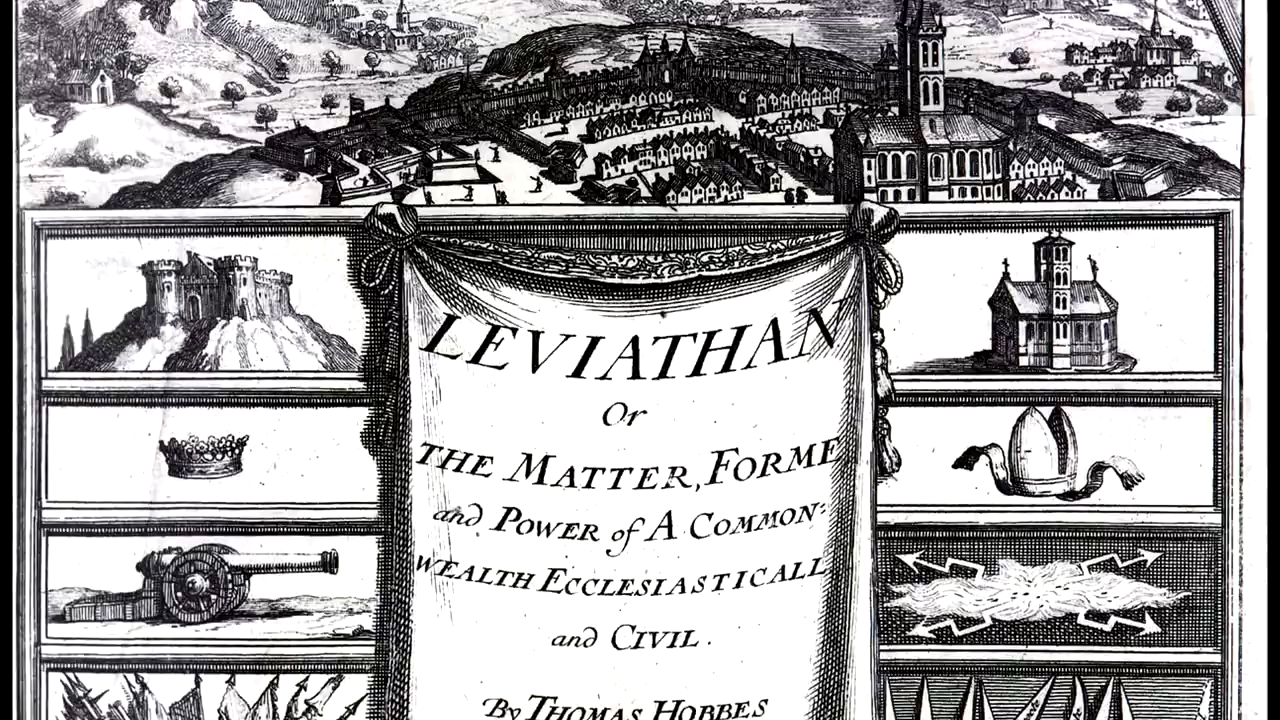 LEVIATHAN
Or
THE MATTER, FORME
and POWER of A COMMON:
WEALTH ECCLESIASTICALL
and CIVIL.
By THOMAS HOBBES